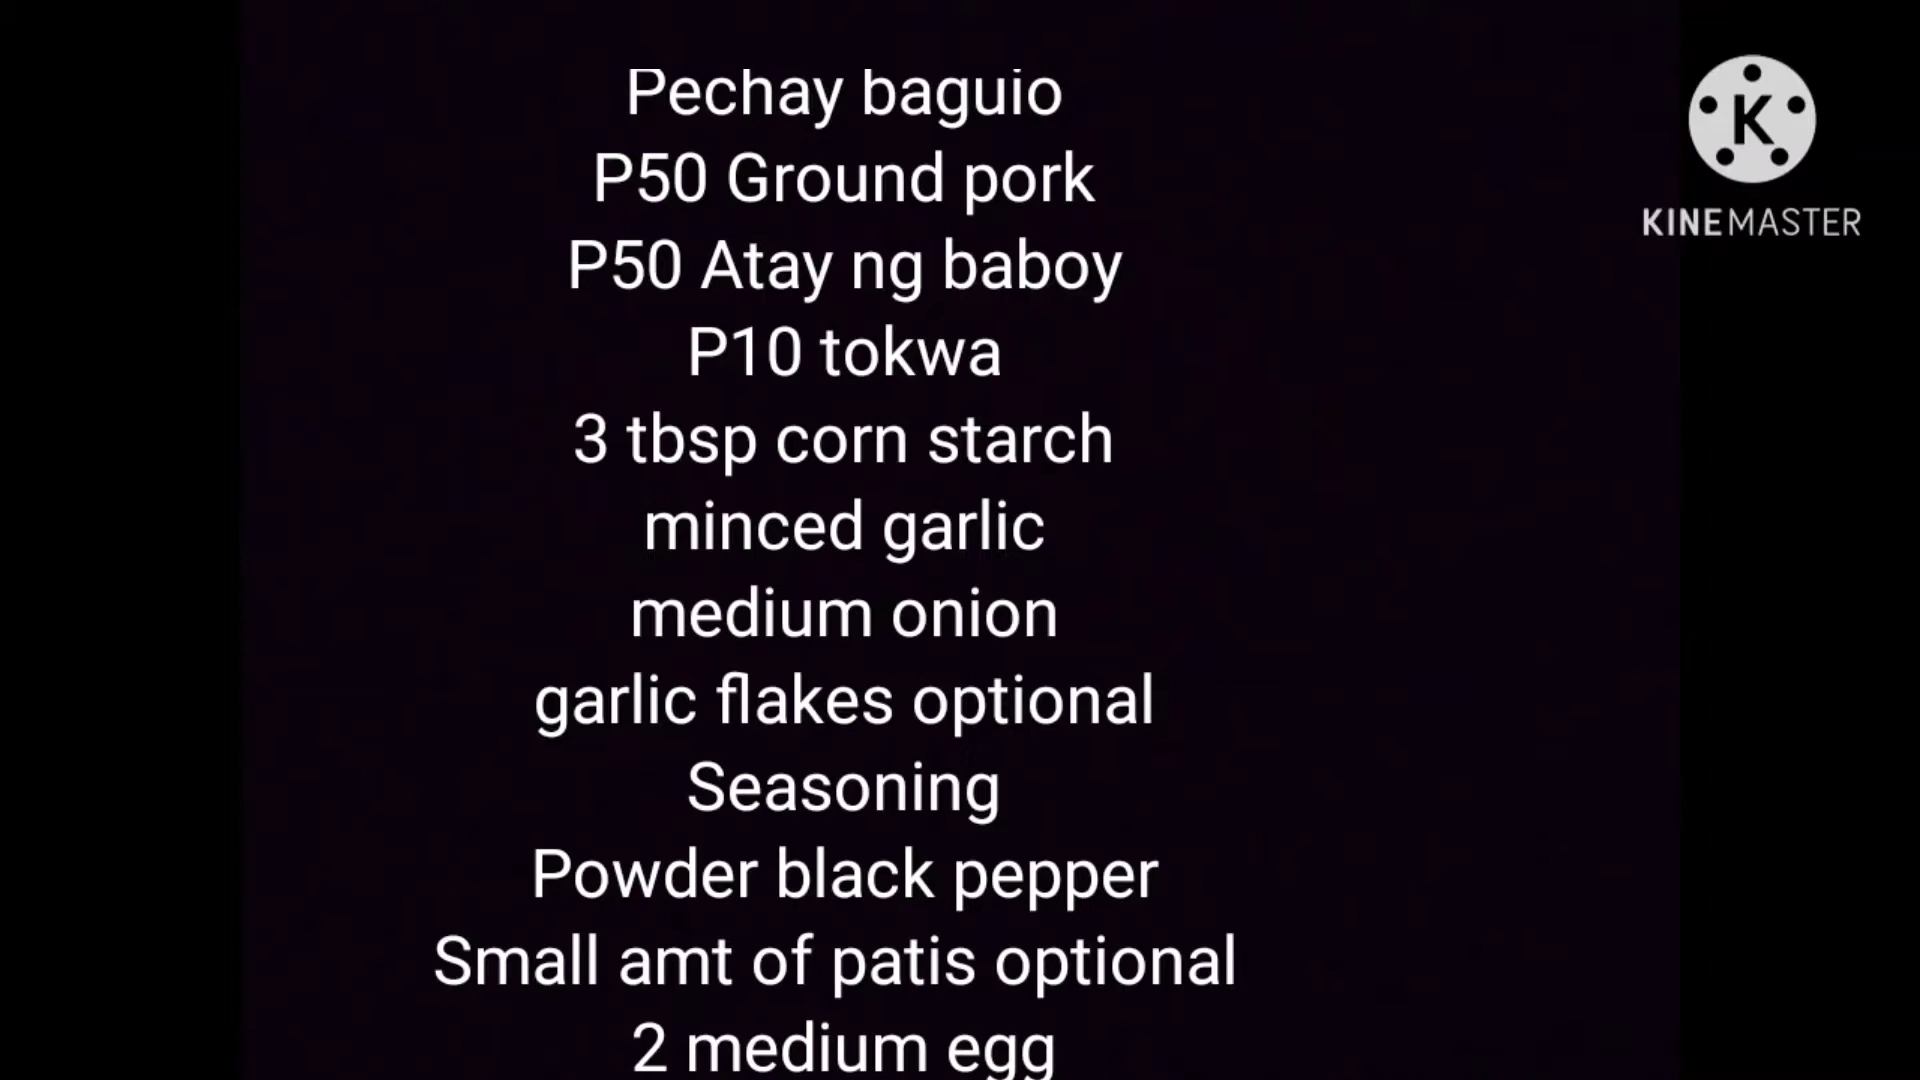 Pechay baguio
P50 Ground pork
P50 Atay ng baboy
P10 tokwa
3 tbsp corn starch
minced garlic
medium onion
garlic flakes optional
Seasoning
Powder black pepper
Small amt of patis optional
2 medium egg
K
KINEMASTER